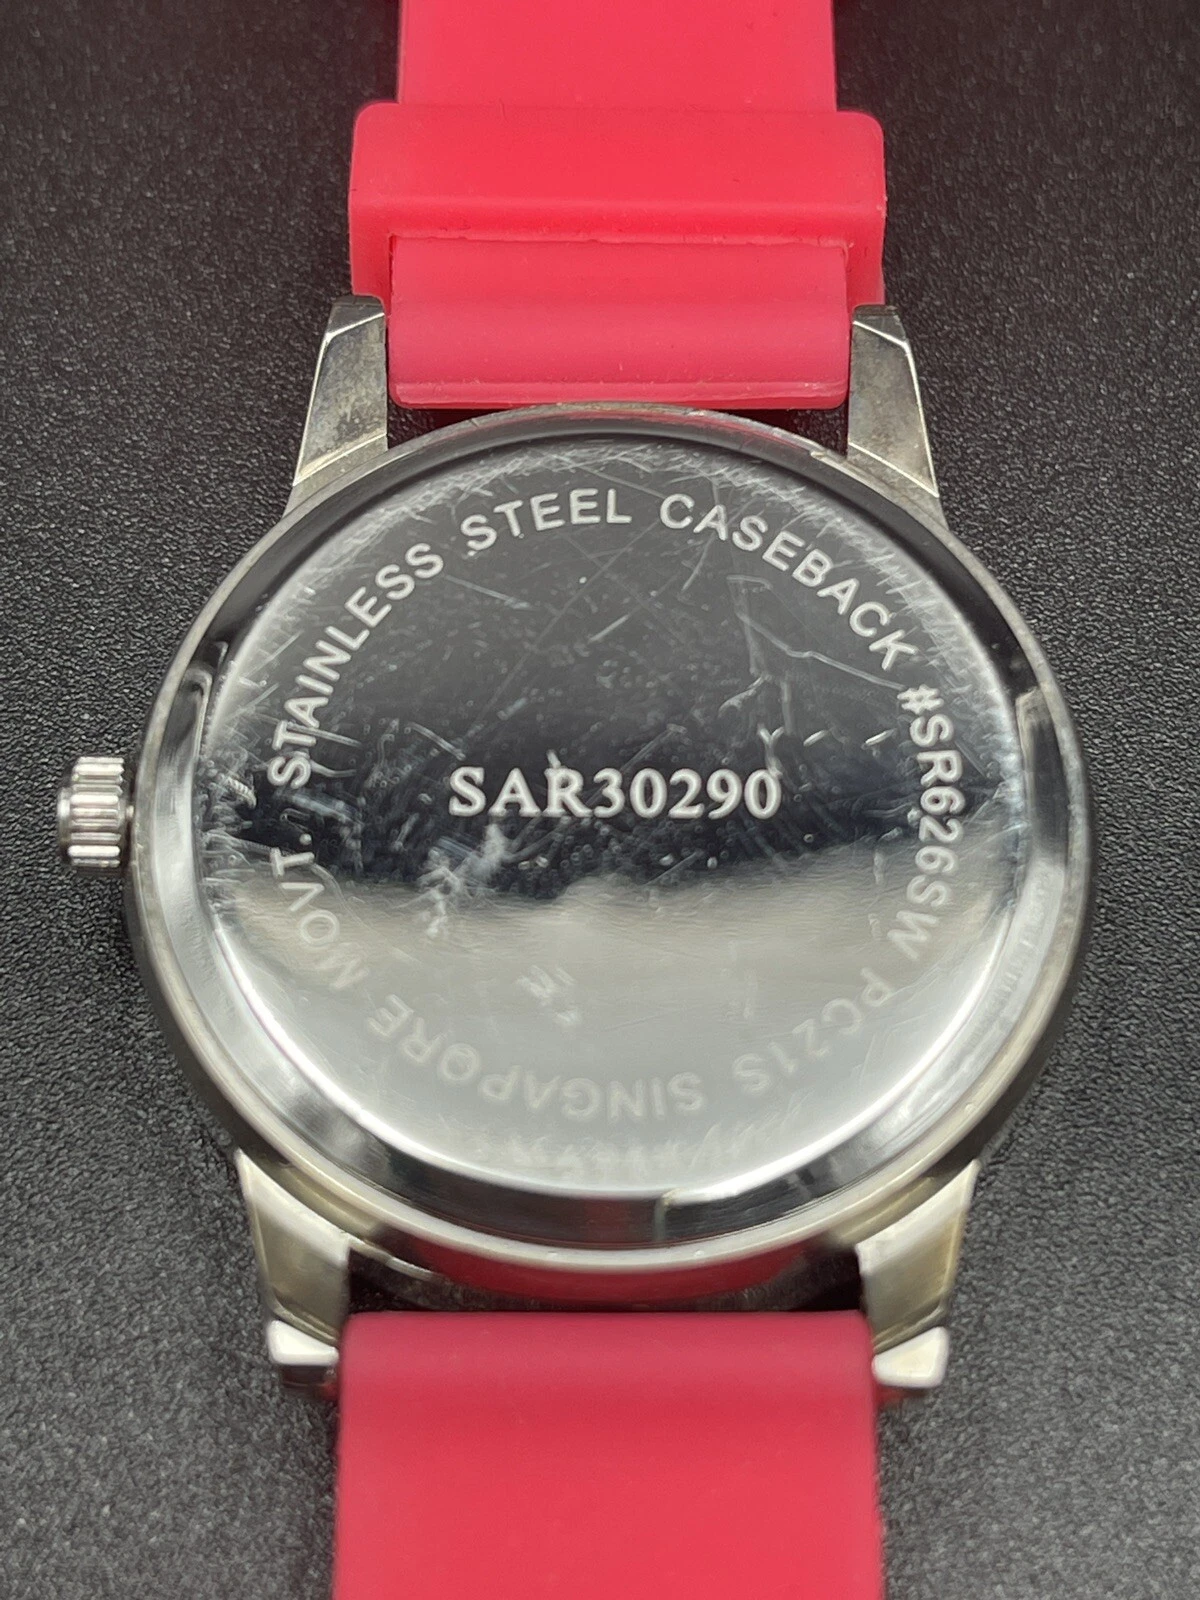 STAINLESS STEEL CASEBACK #SR626SW PC21S SINGAPORE MOVT.
SAR30290